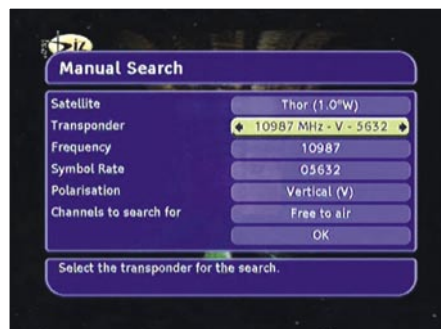 Manual Search
Satellite Thor (1.0°W)
Transponder 10987 MHz - V - 5632
Frequency 10987
Symbol Rate 05632
Polarisation Vertical (V)
Channels to search for Free to air
OK
Select the transponder for the search.